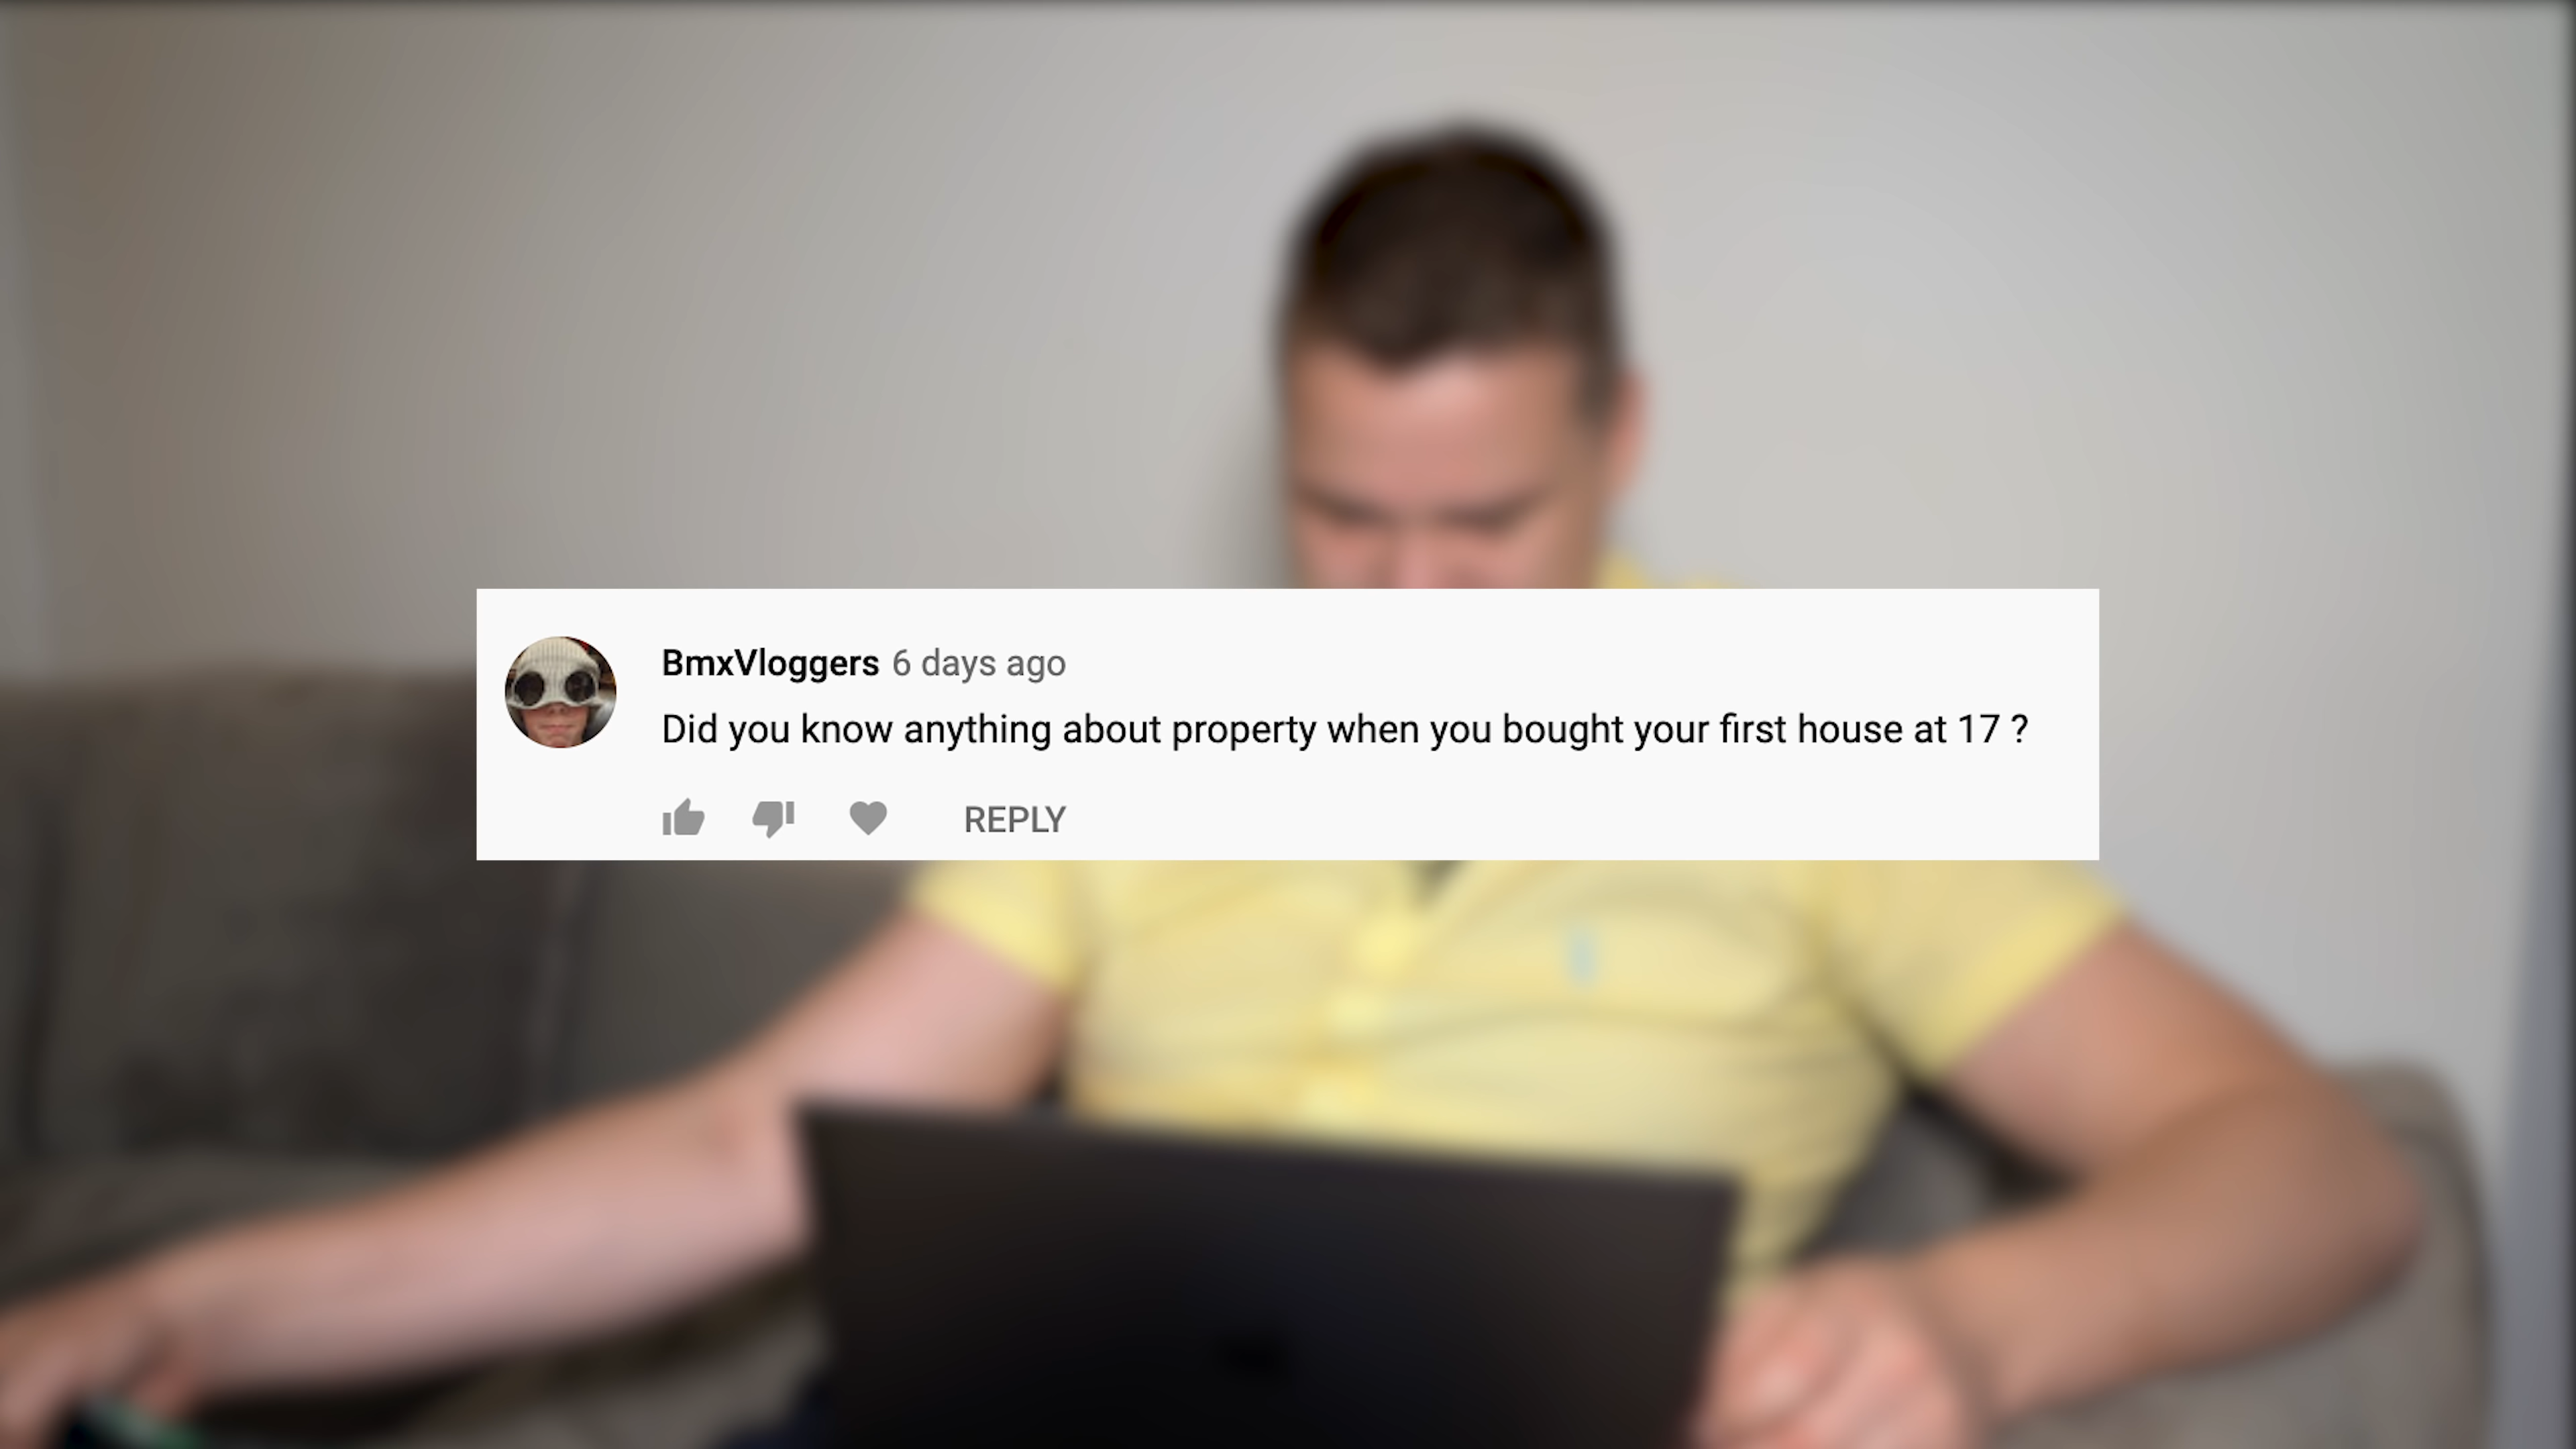 BmxVloggers 6 days ago
Did you know anything about property when you bought your first house at 17 ?
REPLY